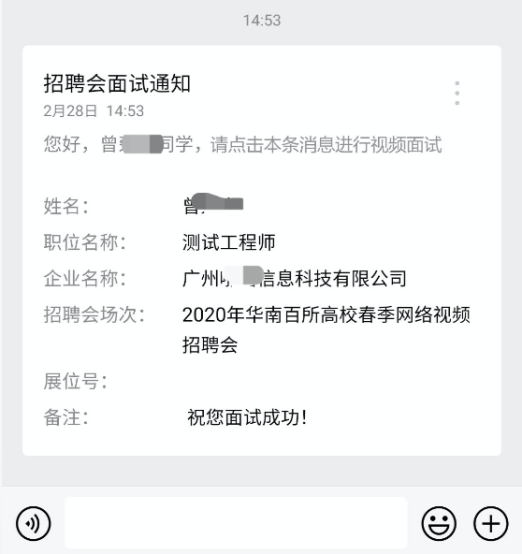 14:53
招聘会面试通知
2月28日 14:53
您好，曾同学，请点击本条消息进行视频面试
姓名： 曾
职位名称： 测试工程师
企业名称： 广州信息科技有限公司
招聘会场次： 2020年华南百所高校春季网络视频
招聘会
展位号：
备注： 祝您面试成功！